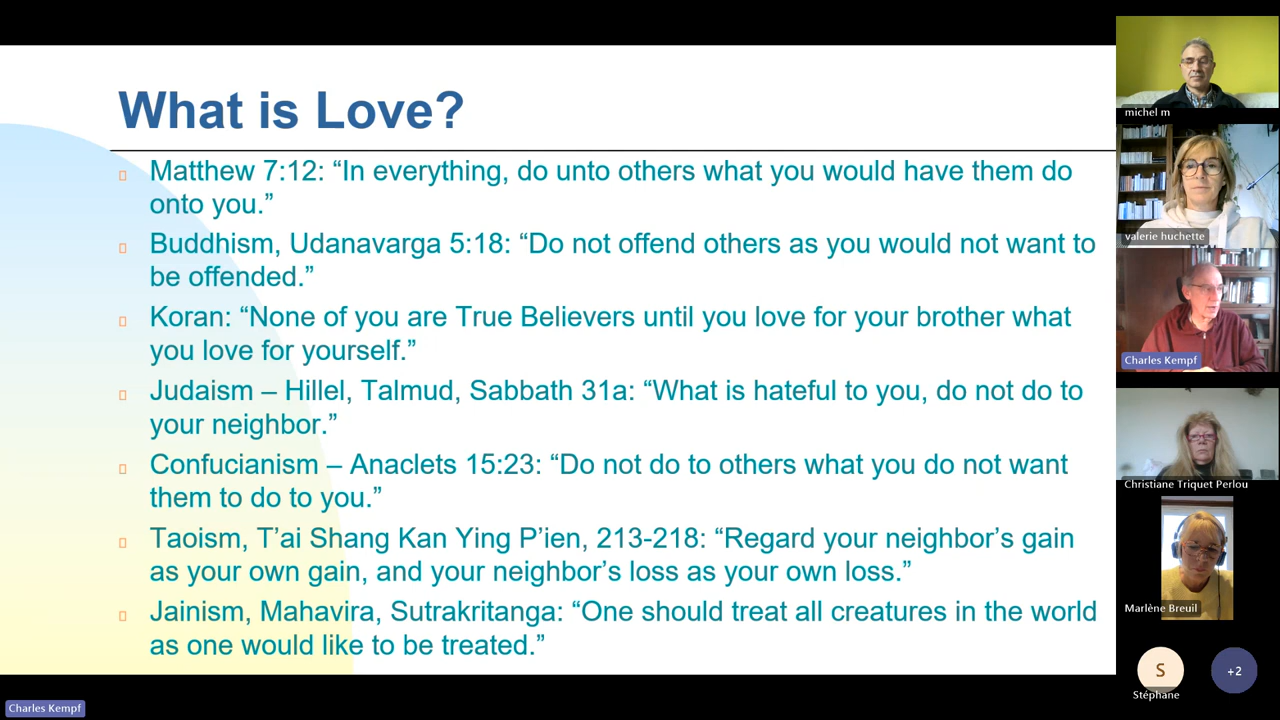 What is Love?
Matthew 7:12: “In everything, do unto others what you would have them do
onto you.”
Buddhism, Udanavarga 5:18: “Do not offend others as you would not want to
be offended.”
Koran: “None of you are True Believers until you love for your brother what
you love for yourself.”
Judaism – Hillel, Talmud, Sabbath 31a: “What is hateful to you, do not do to
your neighbor.”
Confucianism – Anaclets 15:23: “Do not do to others what you do not want
them to do to you.”
Taoism, T’ai Shang Kan Ying P’ien, 213-218: “Regard your neighbor’s gain
as your own gain, and your neighbor’s loss as your own loss.”
Jainism, Mahavira, Sutrakritanga: “One should treat all creatures in the world
as one would like to be treated.”
michel m
valerie huchette
Charles Kempf
Christiane Triquet Perlou
Marlène Breuil
S
+2
Stéphane
Charles Kempf